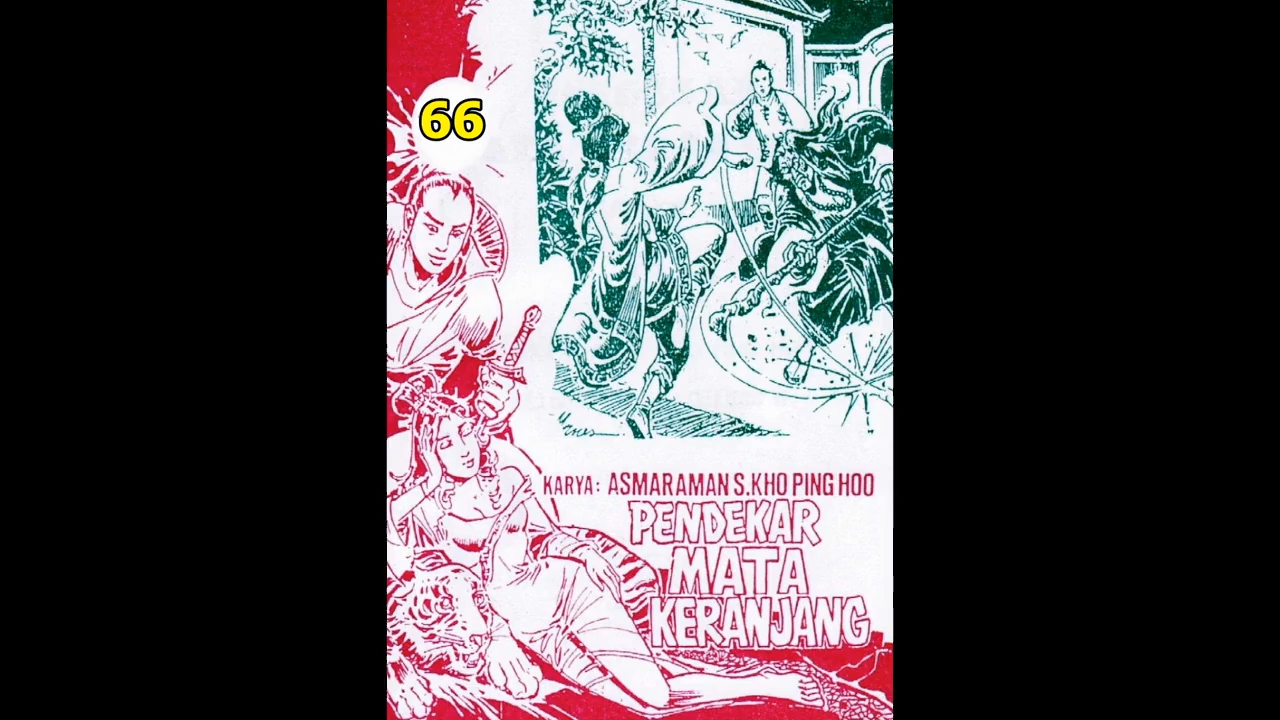 66
KARYA: ASMARAMAN S.KHO PING HOO
PENDEKAR
MATA
KERANJANG